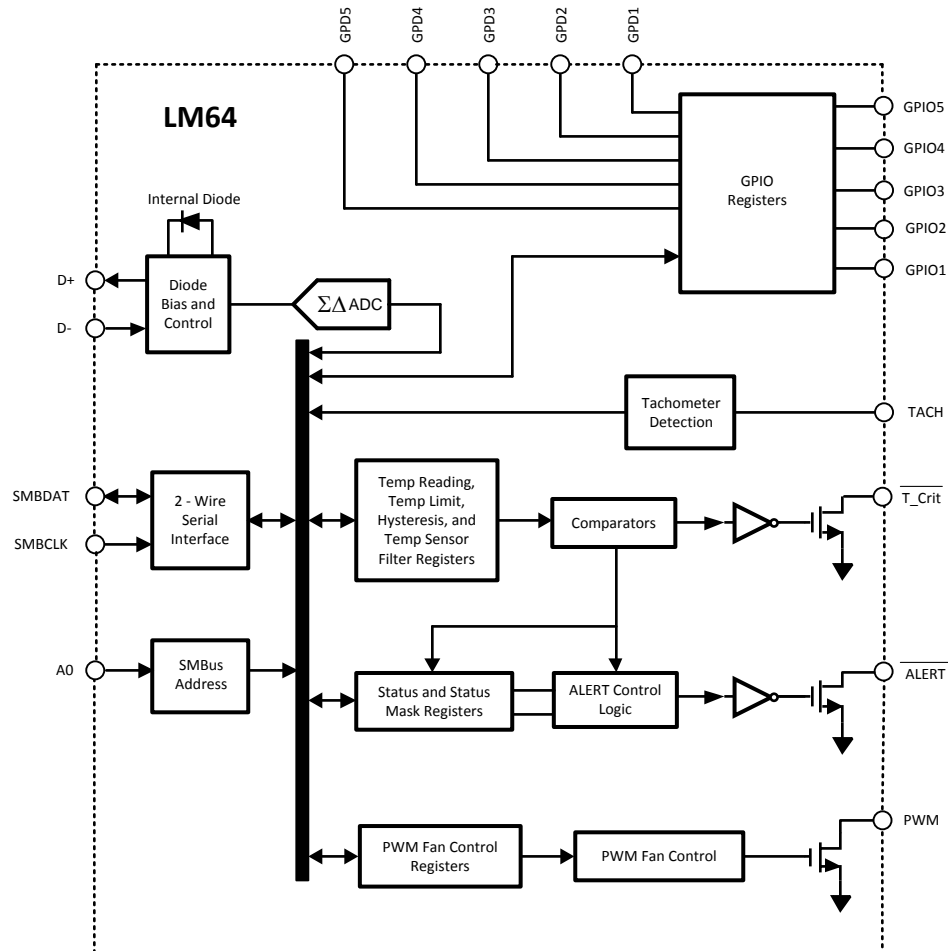 GPD5
GPD4
GPD3
GPD2
GPD1
LM64
GPIO5
GPIO4
GPIO3
GPIO2
GPIO1
GPIO
Registers
Internal Diode
D+
D-
Diode
Bias and
Control
ΣΔ ADC
Tachometer
Detection
TACH
SMBDAT
SMBCLK
2 - Wire
Serial
Interface
Temp Reading,
Temp Limit,
Hysteresis, and
Temp Sensor
Filter Registers
Comparators
T_Crit
A0
SMBus
Address
Status and Status
Mask Registers
ALERT Control
Logic
ALERT
PWM Fan Control
Registers
PWM Fan Control
PWM